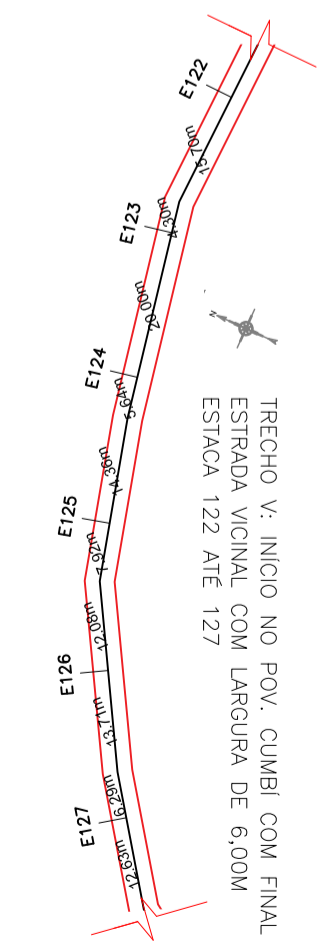 TRECHO V: INÍCIO NO POV. CUMBÍ COM FINAL
ESTRADA VICINAL COM LARGURA DE 6,00M
ESTACA 122 ATÉ 127
N
E122
15.70m
E123
4.30m
20.00m
E124
5.64m
14.36m
E125
7.92m
12.08m
E126
13.71m
6.29m
E127
12.63m